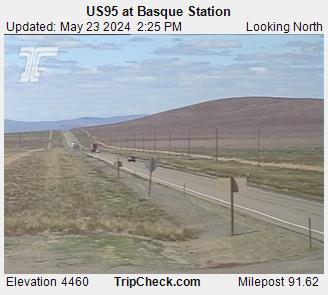 US95 at Basque Station
Updated: May 23 2024 2:25 PM Looking North
Elevation 4460 TripCheck.com Milepost 91.62